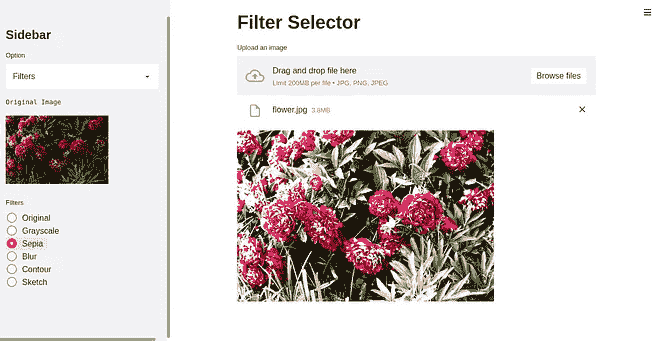 Sidebar
Option
Filters
Original Image
Filters
Original
Grayscale
Sepia
Blur
Contour
Sketch
Filter Selector
Upload an image
Drag and drop file here
Limit 200MB per file • JPG, PNG, JPEG
Browse files
flower.jpg 3.8MB